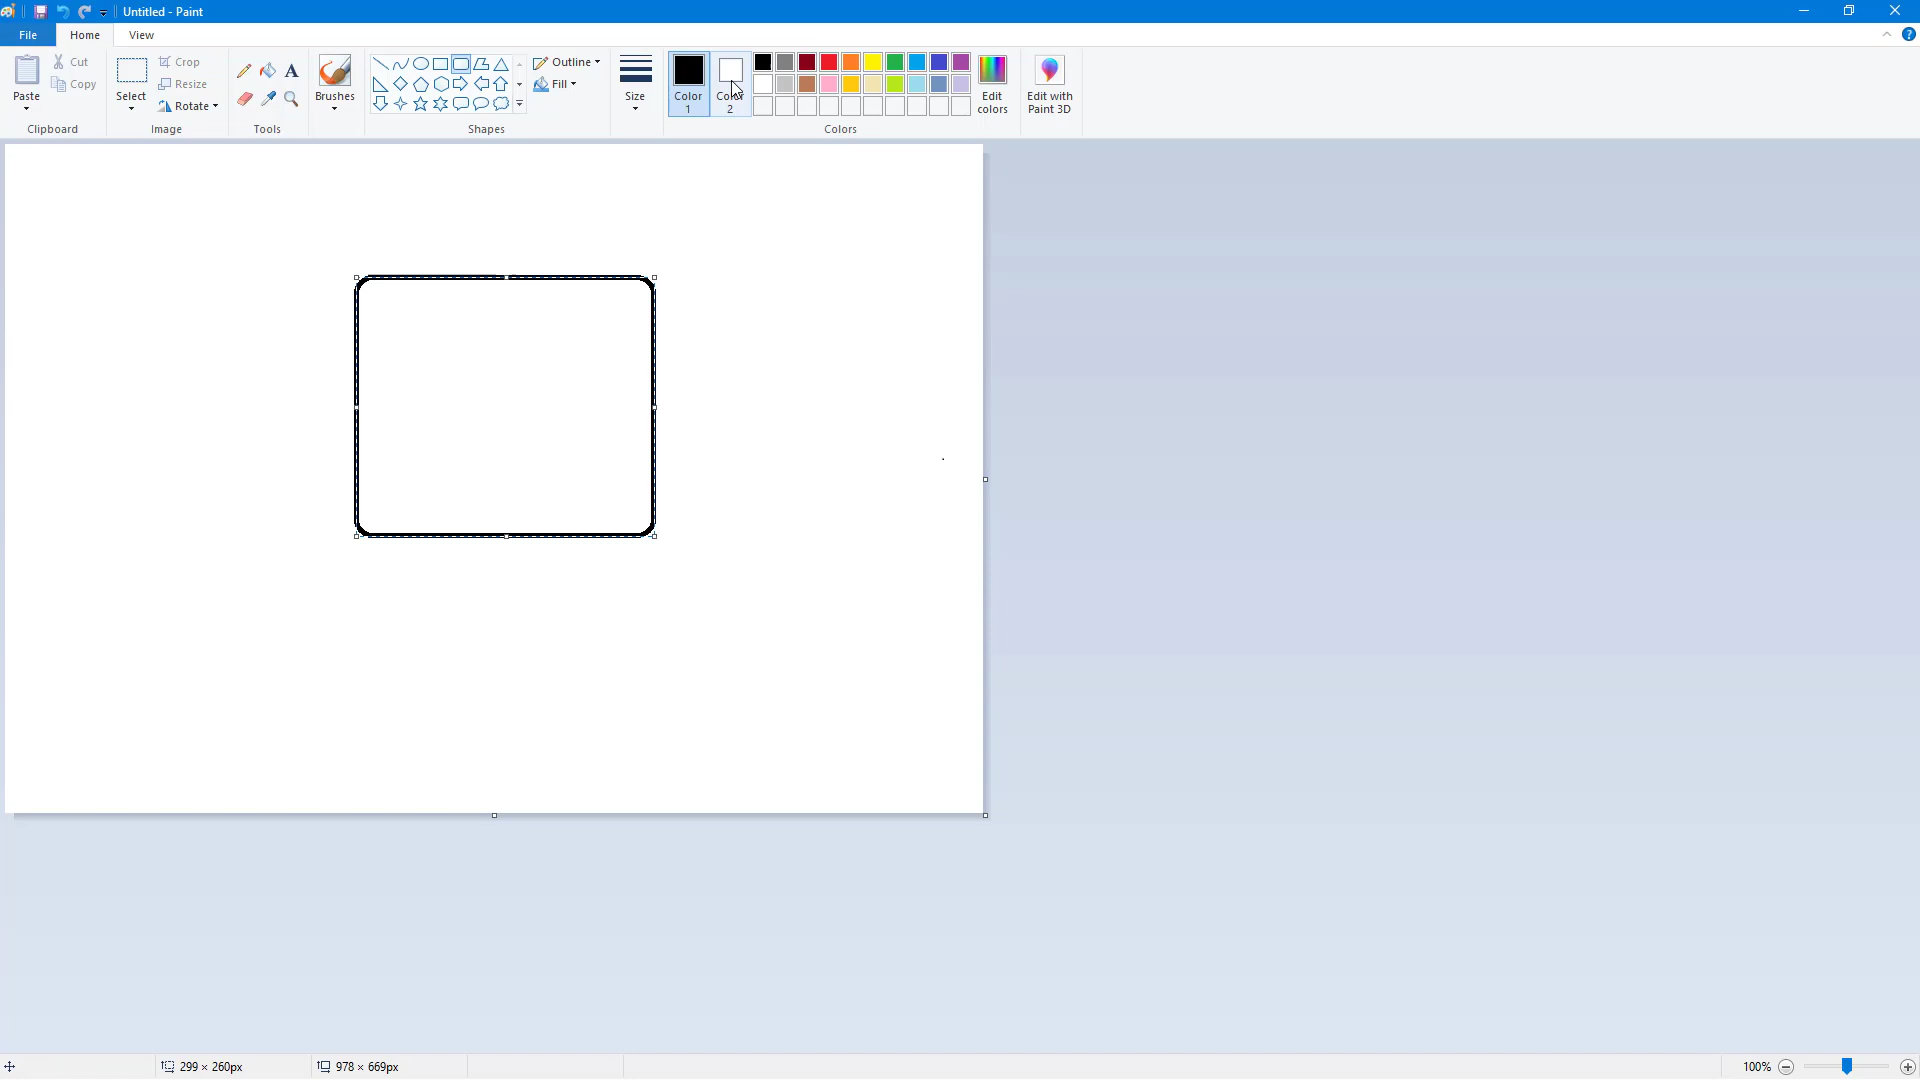 Untitled - Paint
File Home View
Cut
Copy
Paste
Clipboard
Select
Crop
Resize
Rotate
Image
A
Tools
Brushes
Outline
Fill
Shapes
Size
Color 1
Color 2
Colors
Edit colors
Edit with Paint 3D
?
299 × 260px
978 × 669px
100%